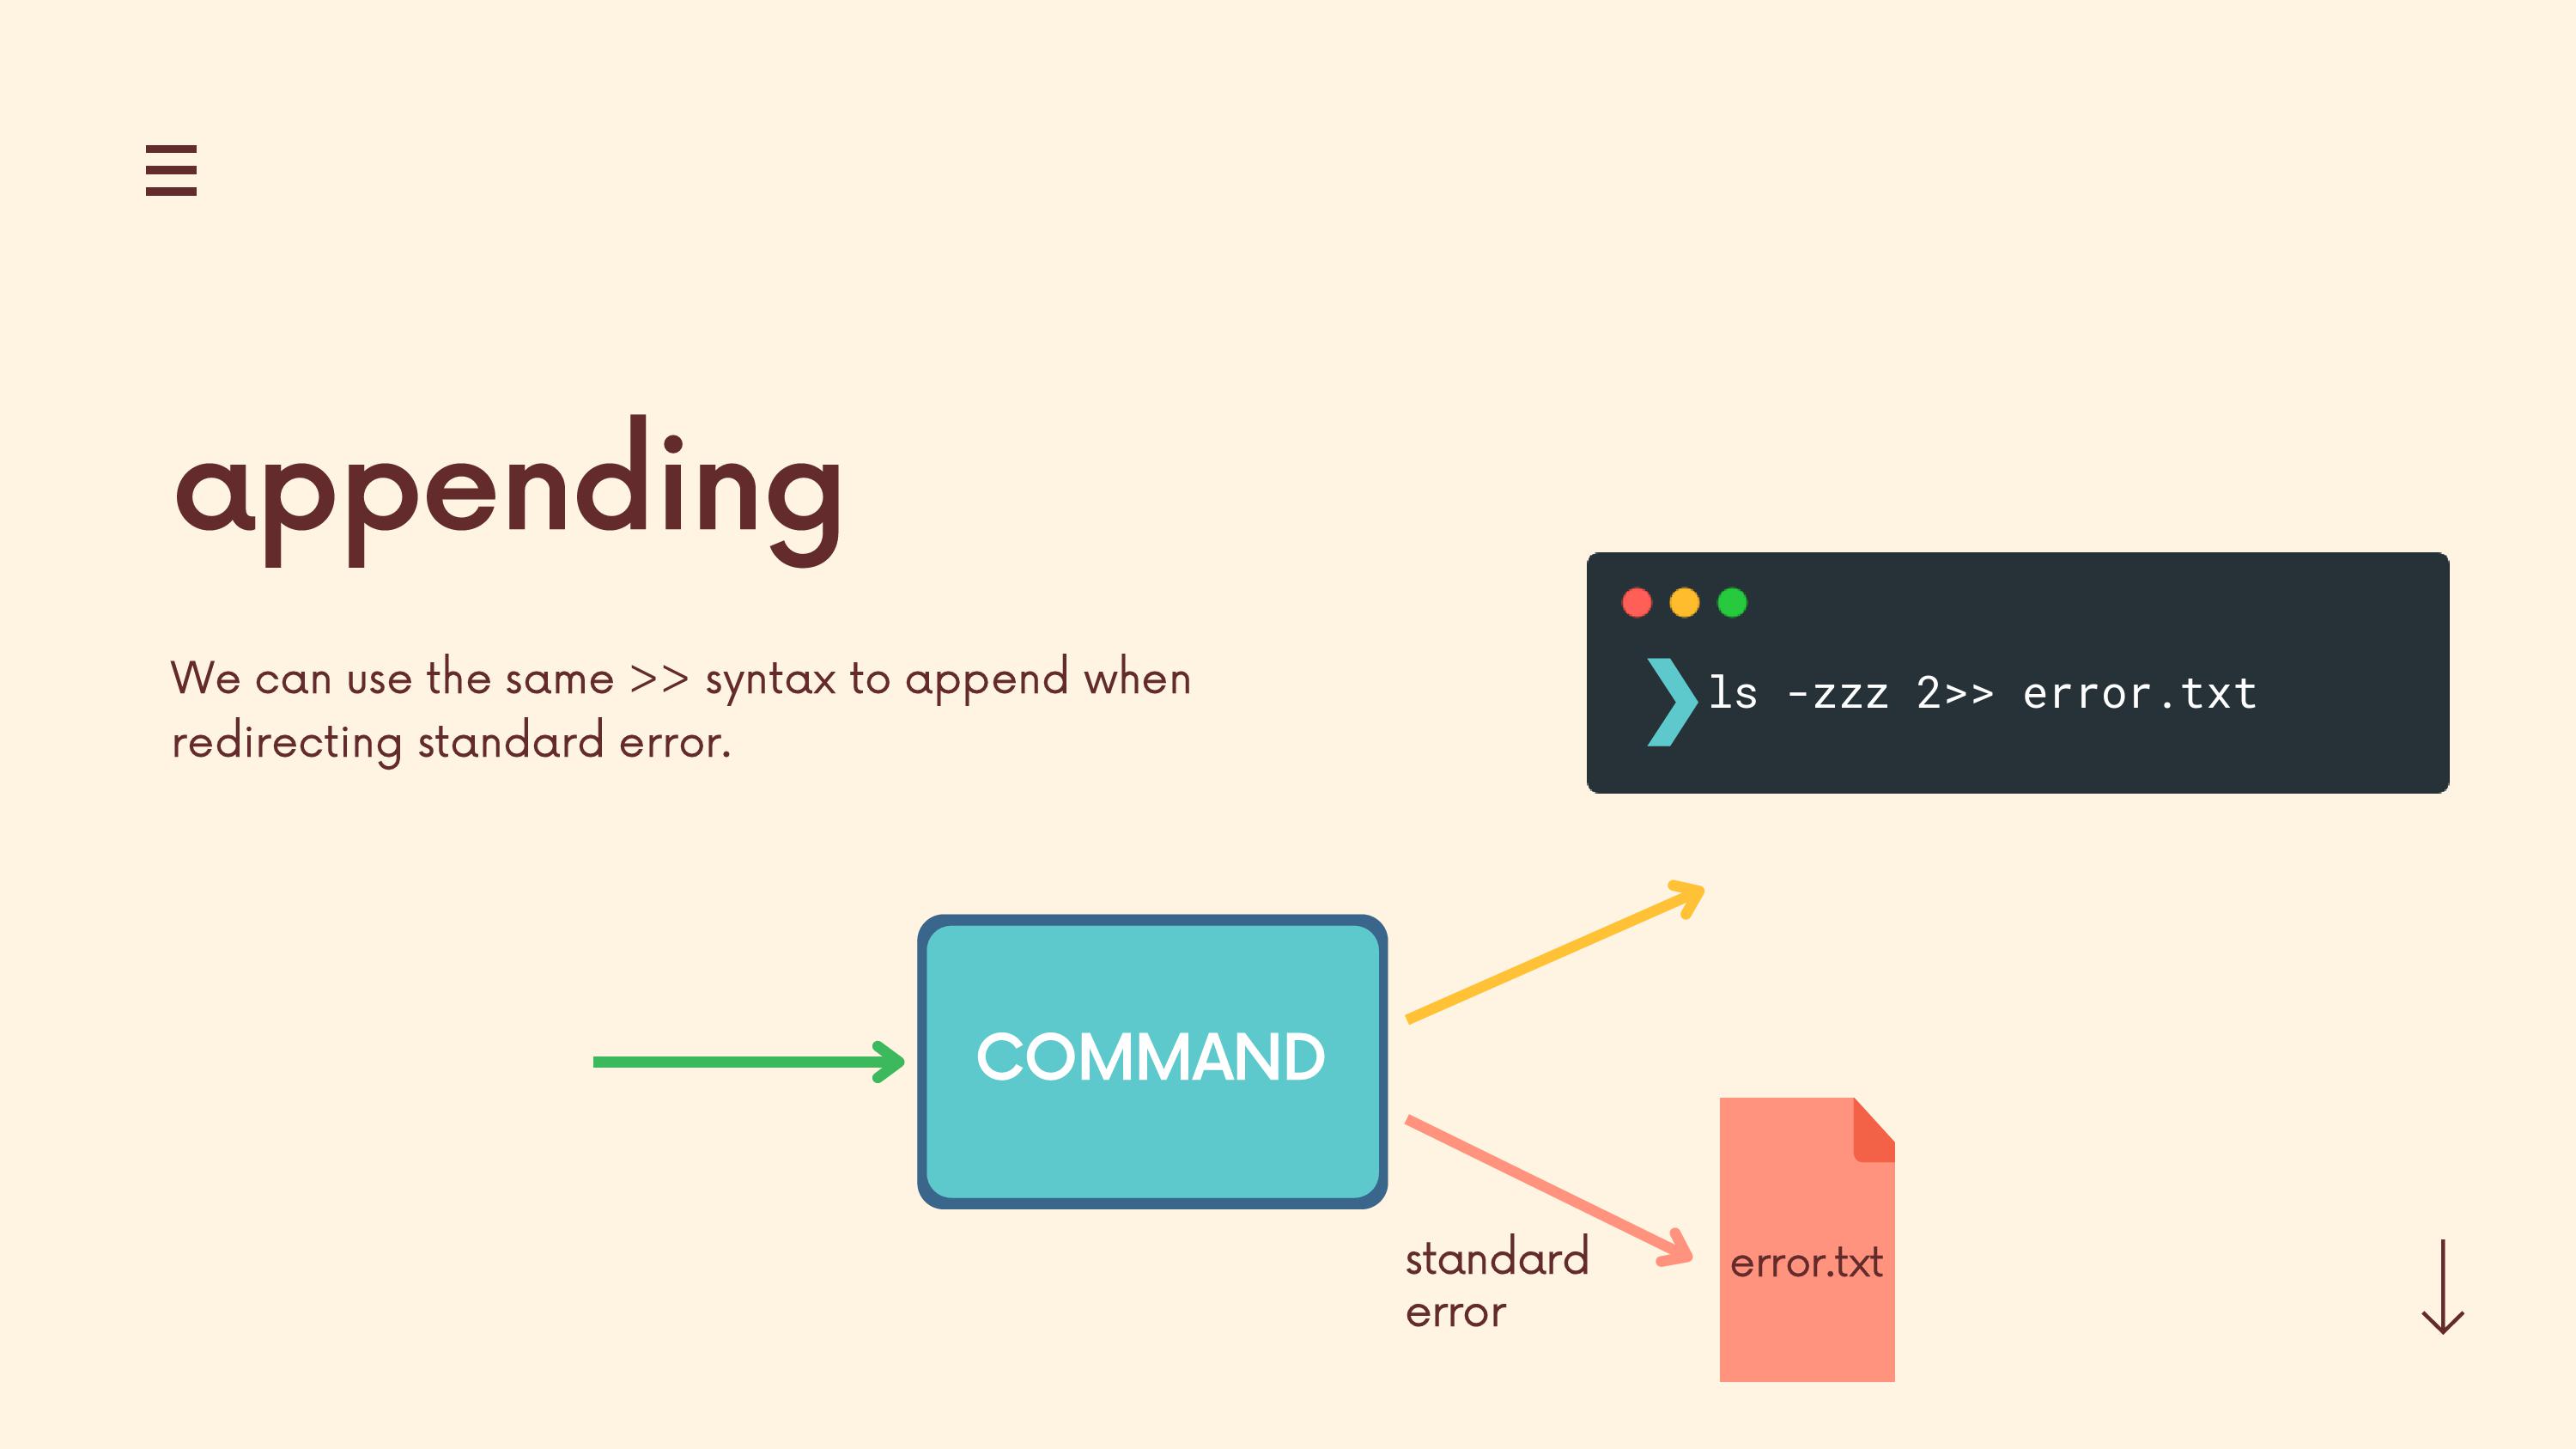 appending
We can use the same >> syntax to append when
redirecting standard error.
ls -zzz 2>> error.txt
COMMAND
standard
error
error.txt